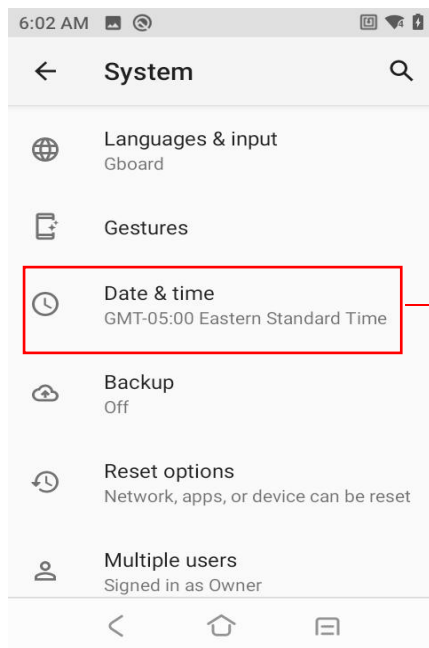 6:02 AM
System
Languages & input
Gboard
Gestures
Date & time
GMT-05:00 Eastern Standard Time
Backup
Off
Reset options
Network, apps, or device can be reset
Multiple users
Signed in as Owner